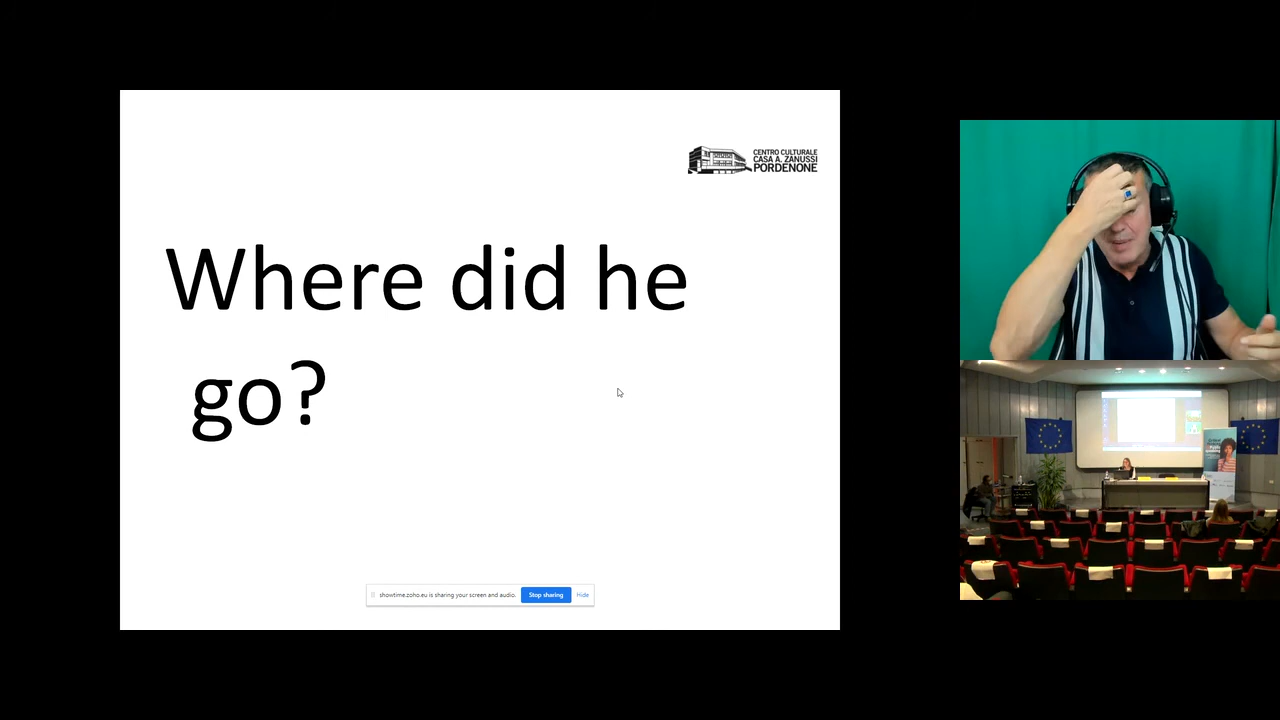 CENTRO CULTURALE
CASA A. ZANUSSI
PORDENONE
Where did he
go?
showtime.zoho.eu is sharing your screen and audio.
Stop sharing
Hide